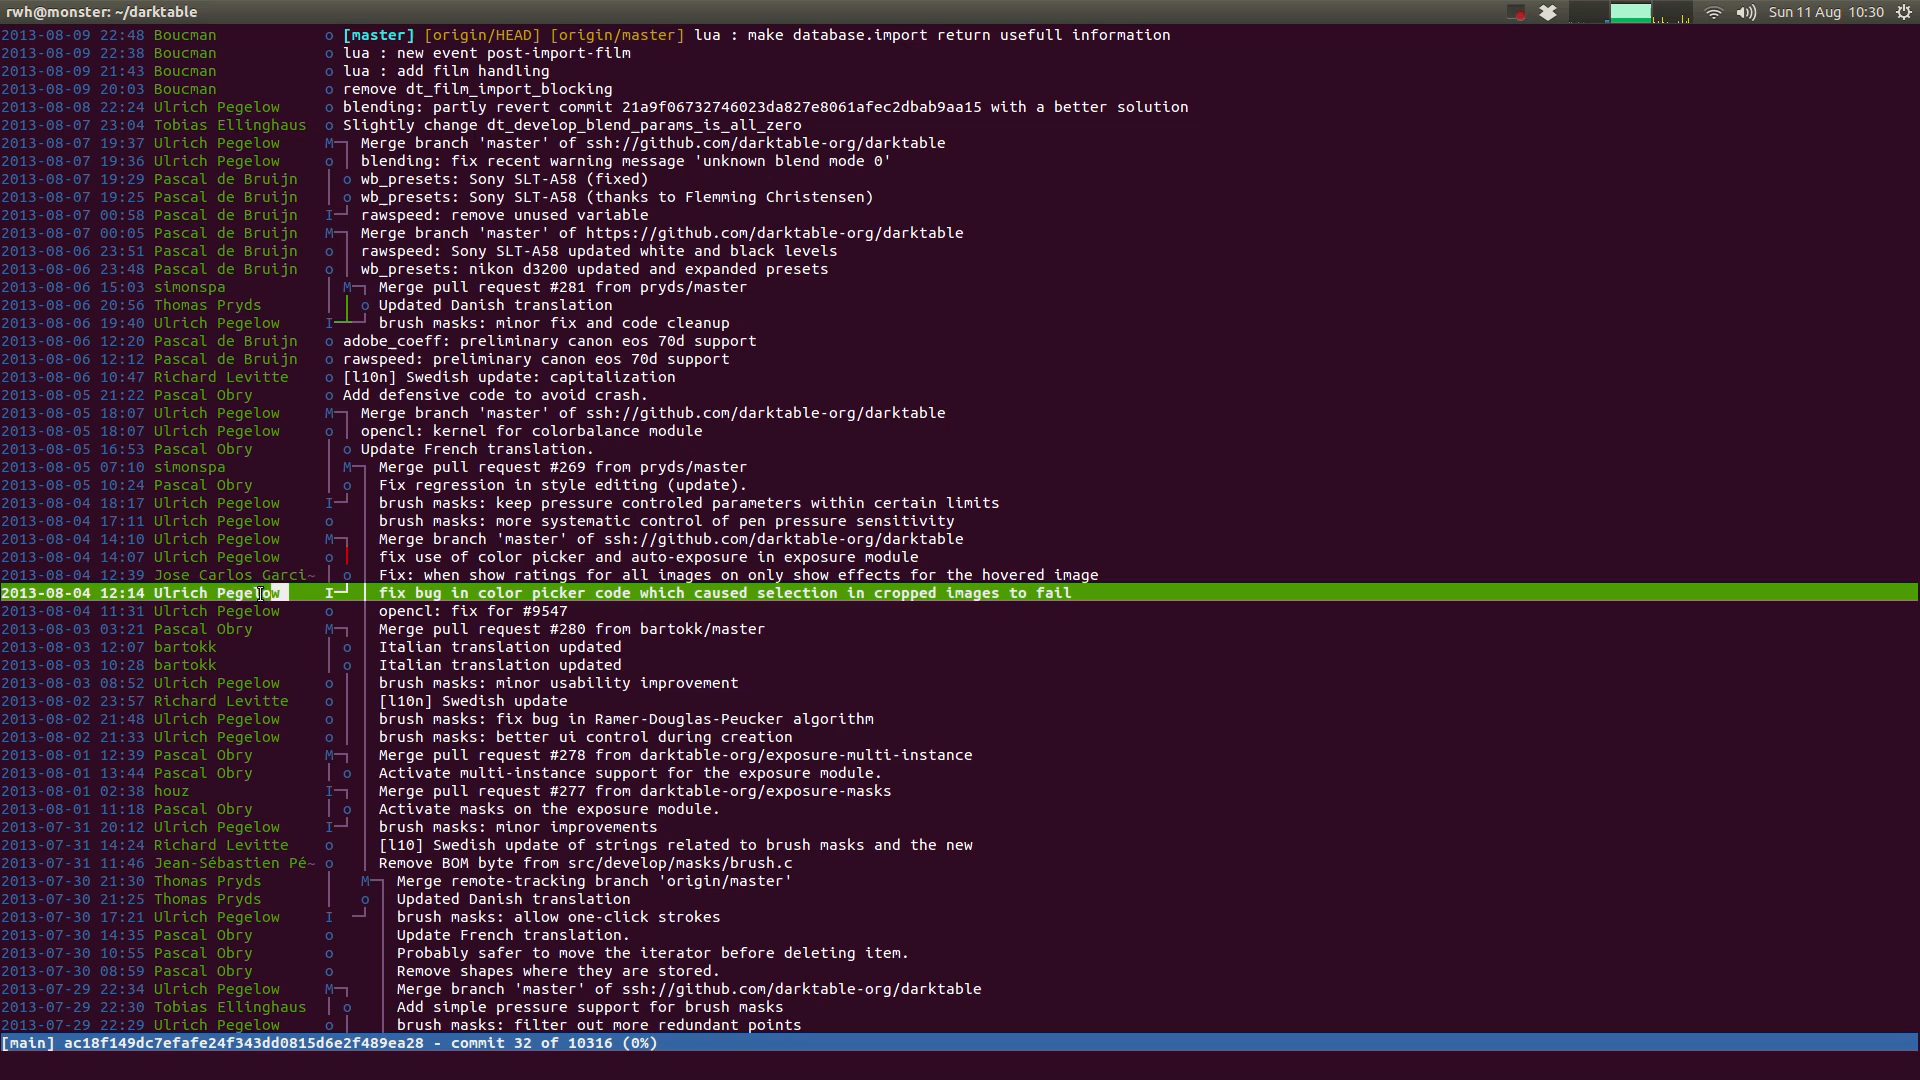 rwh@monster: ~/darktable Sun 11 Aug 10:30
2013-08-09 22:48 Boucman o [master] [origin/HEAD] [origin/master] lua : make database.import return usefull information
2013-08-09 22:38 Boucman o lua : new event post-import-film
2013-08-09 21:43 Boucman o lua : add film handling
2013-08-09 20:03 Boucman o remove dt_film_import_blocking
2013-08-08 22:24 Ulrich Pegelow o blending: partly revert commit 21a9f06732746023da827e8061afec2dbab9aa15 with a better solution
2013-08-07 23:04 Tobias Ellinghaus o Slightly change dt_develop_blend_params_is_all_zero
2013-08-07 19:37 Ulrich Pegelow M─┐ Merge branch 'master' of ssh://github.com/darktable-org/darktable
2013-08-07 19:36 Ulrich Pegelow o │ blending: fix recent warning message 'unknown blend mode 0'
2013-08-07 19:29 Pascal de Bruijn │ o wb_presets: Sony SLT-A58 (fixed)
2013-08-07 19:25 Pascal de Bruijn │ o wb_presets: Sony SLT-A58 (thanks to Flemming Christensen)
2013-08-07 00:58 Pascal de Bruijn I─┘ rawspeed: remove unused variable
2013-08-07 00:05 Pascal de Bruijn M─┐ Merge branch 'master' of https://github.com/darktable-org/darktable
2013-08-06 23:51 Pascal de Bruijn o │ rawspeed: Sony SLT-A58 updated white and black levels
2013-08-06 23:48 Pascal de Bruijn o │ wb_presets: nikon d3200 updated and expanded presets
2013-08-06 15:03 simonspa │ M─┐ Merge pull request #281 from pryds/master
2013-08-06 20:56 Thomas Pryds │ │ o Updated Danish translation
2013-08-06 19:40 Ulrich Pegelow I─┴─┘ brush masks: minor fix and code cleanup
2013-08-06 12:20 Pascal de Bruijn o adobe_coeff: preliminary canon eos 70d support
2013-08-06 12:12 Pascal de Bruijn o rawspeed: preliminary canon eos 70d support
2013-08-06 10:47 Richard Levitte o [l10n] Swedish update: capitalization
2013-08-05 21:22 Pascal Obry o Add defensive code to avoid crash.
2013-08-05 18:07 Ulrich Pegelow M─┐ Merge branch 'master' of ssh://github.com/darktable-org/darktable
2013-08-05 18:07 Ulrich Pegelow o │ opencl: kernel for colorbalance module
2013-08-05 16:53 Pascal Obry │ o Update French translation.
2013-08-05 07:10 simonspa │ M─┐ Merge pull request #269 from pryds/master
2013-08-05 10:24 Pascal Obry │ o │ Fix regression in style editing (update).
2013-08-04 18:17 Ulrich Pegelow I─┘ │ brush masks: keep pressure controled parameters within certain limits
2013-08-04 17:11 Ulrich Pegelow o │ brush masks: more systematic control of pen pressure sensitivity
2013-08-04 14:10 Ulrich Pegelow M─┐ │ Merge branch 'master' of ssh://github.com/darktable-org/darktable
2013-08-04 14:07 Ulrich Pegelow o │ │ fix use of color picker and auto-exposure in exposure module
2013-08-04 12:39 Jose Carlos Garci~ │ o │ Fix: when show ratings for all images on only show effects for the hovered image
2013-08-04 12:14 Ulrich Pegelow I─┘ │ fix bug in color picker code which caused selection in cropped images to fail
2013-08-04 11:31 Ulrich Pegelow o │ opencl: fix for #9547
2013-08-03 03:21 Pascal Obry M─┐ │ Merge pull request #280 from bartokk/master
2013-08-03 12:07 bartokk │ o │ Italian translation updated
2013-08-03 10:28 bartokk │ o │ Italian translation updated
2013-08-03 08:52 Ulrich Pegelow o │ │ brush masks: minor usability improvement
2013-08-02 23:57 Richard Levitte o │ │ [l10n] Swedish update
2013-08-02 21:48 Ulrich Pegelow o │ │ brush masks: fix bug in Ramer-Douglas-Peucker algorithm
2013-08-02 21:33 Ulrich Pegelow o │ │ brush masks: better ui control during creation
2013-08-01 12:39 Pascal Obry M─┐ │ Merge pull request #278 from darktable-org/exposure-multi-instance
2013-08-01 13:44 Pascal Obry │ o │ Activate multi-instance support for the exposure module.
2013-08-01 02:38 houz I─┐ │ Merge pull request #277 from darktable-org/exposure-masks
2013-08-01 11:18 Pascal Obry │ o │ Activate masks on the exposure module.
2013-07-31 20:12 Ulrich Pegelow I─┘ │ brush masks: minor improvements
2013-07-31 14:24 Richard Levitte o │ [l10] Swedish update of strings related to brush masks and the new
2013-07-31 11:46 Jean-Sébastien Pé~ o │ Remove BOM byte from src/develop/masks/brush.c
2013-07-30 21:30 Thomas Pryds │ M─┐ Merge remote-tracking branch 'origin/master'
2013-07-30 21:25 Thomas Pryds │ o │ Updated Danish translation
2013-07-30 17:21 Ulrich Pegelow I ─┘ │ brush masks: allow one-click strokes
2013-07-30 14:35 Pascal Obry o │ Update French translation.
2013-07-30 10:55 Pascal Obry o │ Probably safer to move the iterator before deleting item.
2013-07-30 08:59 Pascal Obry o │ Remove shapes where they are stored.
2013-07-29 22:34 Ulrich Pegelow M─┐ │ Merge branch 'master' of ssh://github.com/darktable-org/darktable
2013-07-29 22:30 Tobias Ellinghaus │ o │ Add simple pressure support for brush masks
2013-07-29 22:29 Ulrich Pegelow o │ │ brush masks: filter out more redundant points
[main] ac18f149dc7efafe24f343dd0815d6e2f489ea28 - commit 32 of 10316 (0%)